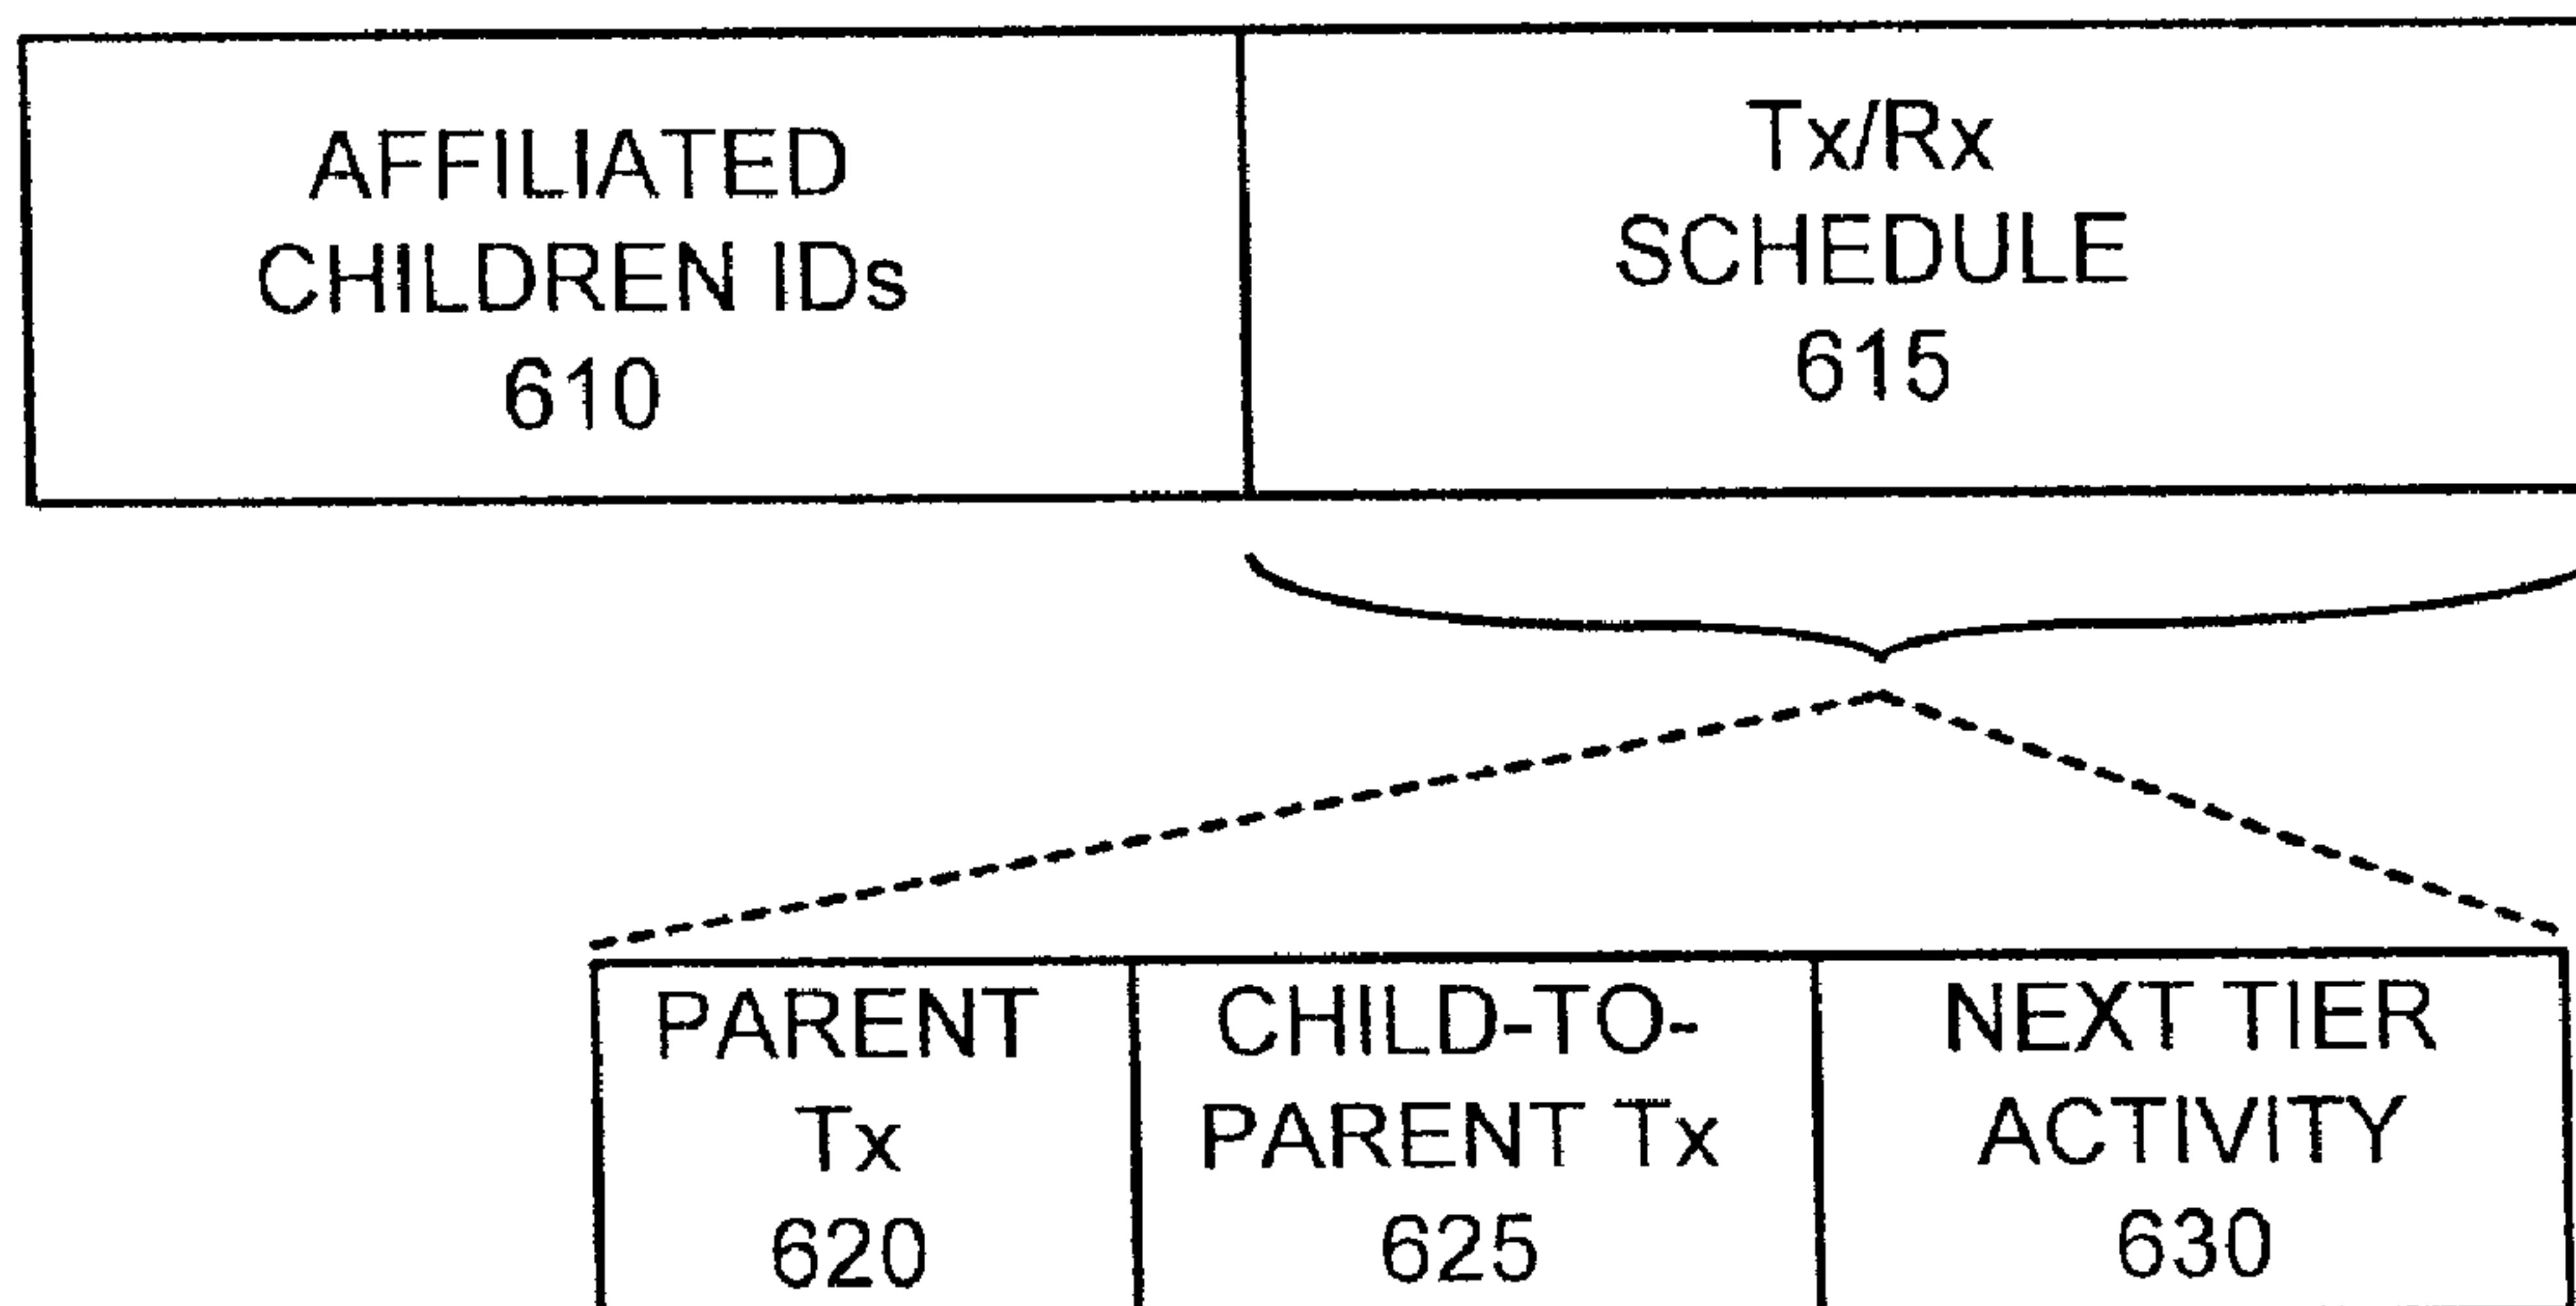 AFFILIATED
CHILDREN IDs
610
Tx/Rx
SCHEDULE
615
PARENT
Tx
620
CHILD-TO-
PARENT Tx
625
NEXT TIER
ACTIVITY
630